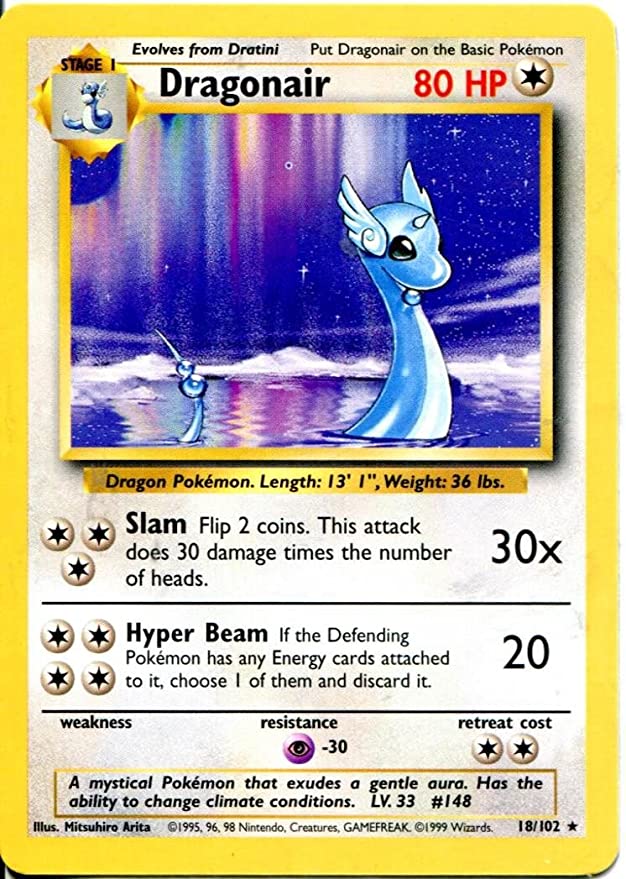 Evolves from Dratini Put Dragonair on the Basic Pokémon
STAGE 1
Dragonair 80 HP
Dragon Pokémon. Length: 13' 1", Weight: 36 lbs.
Slam Flip 2 coins. This attack
does 30 damage times the number
of heads.
30x
Hyper Beam If the Defending
Pokémon has any Energy cards attached
to it, choose 1 of them and discard it.
20
weakness resistance retreat cost
-30
A mystical Pokémon that exudes a gentle aura. Has the
ability to change climate conditions. LV. 33 #148
Illus. Mitsuhiro Arita ©1995, 96, 98 Nintendo, Creatures, GAMEFREAK. ©1999 Wizards. 18/102 ★